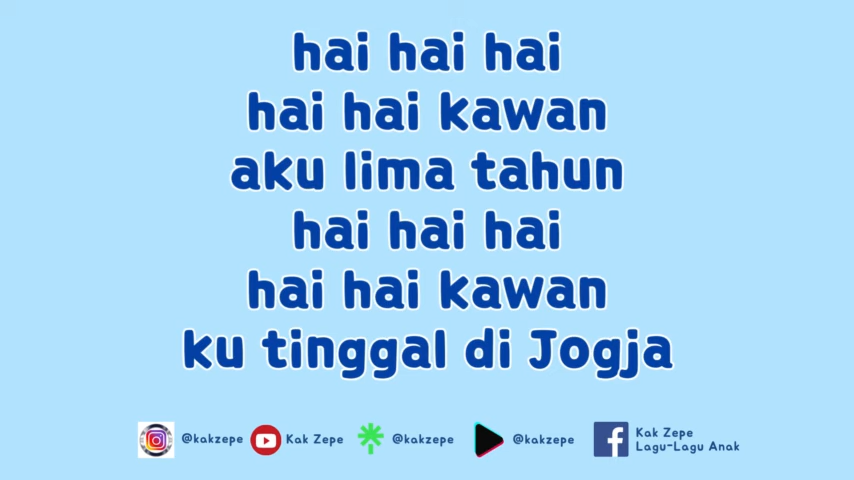 hai hai hai
hai hai kawan
aku lima tahun
hai hai hai
hai hai kawan
ku tinggal di Jogja
@kakzepe
Kak Zepe
@kakzepe
@kakzepe
Kak Zepe
Lagu-Lagu Anak